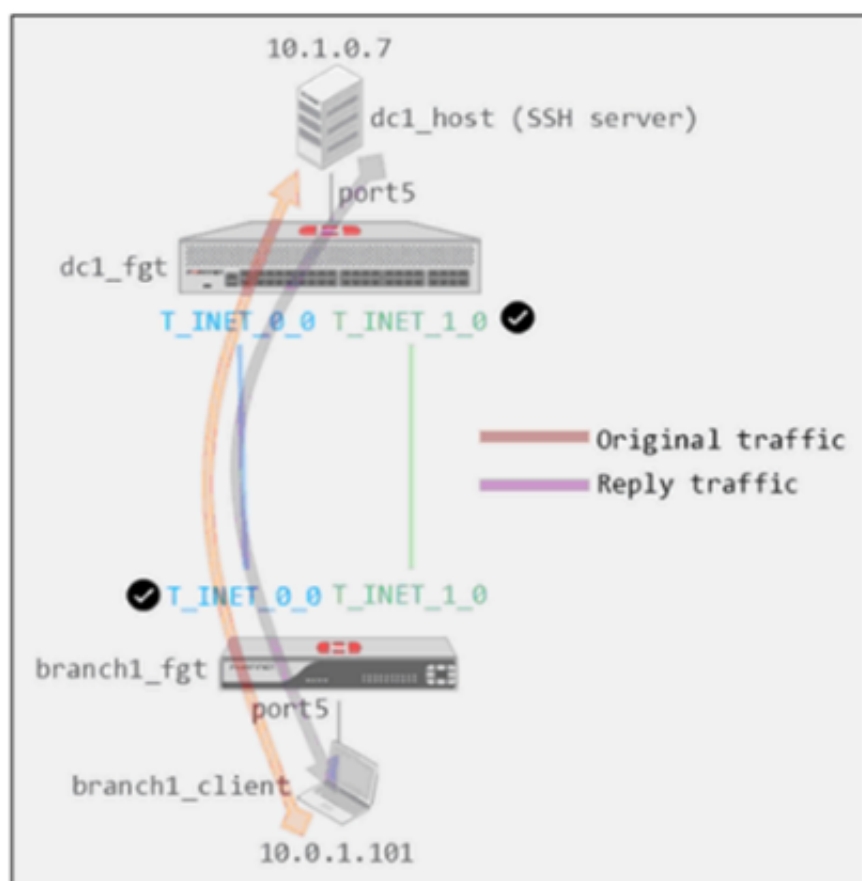 10.1.0.7
dc1_host (SSH server)
port5
dc1_fgt
T_INET_0_0 T_INET_1_0
Original traffic
Reply traffic
T_INET_0_0 T_INET_1_0
branch1_fgt
port5
branch1_client
10.0.1.101